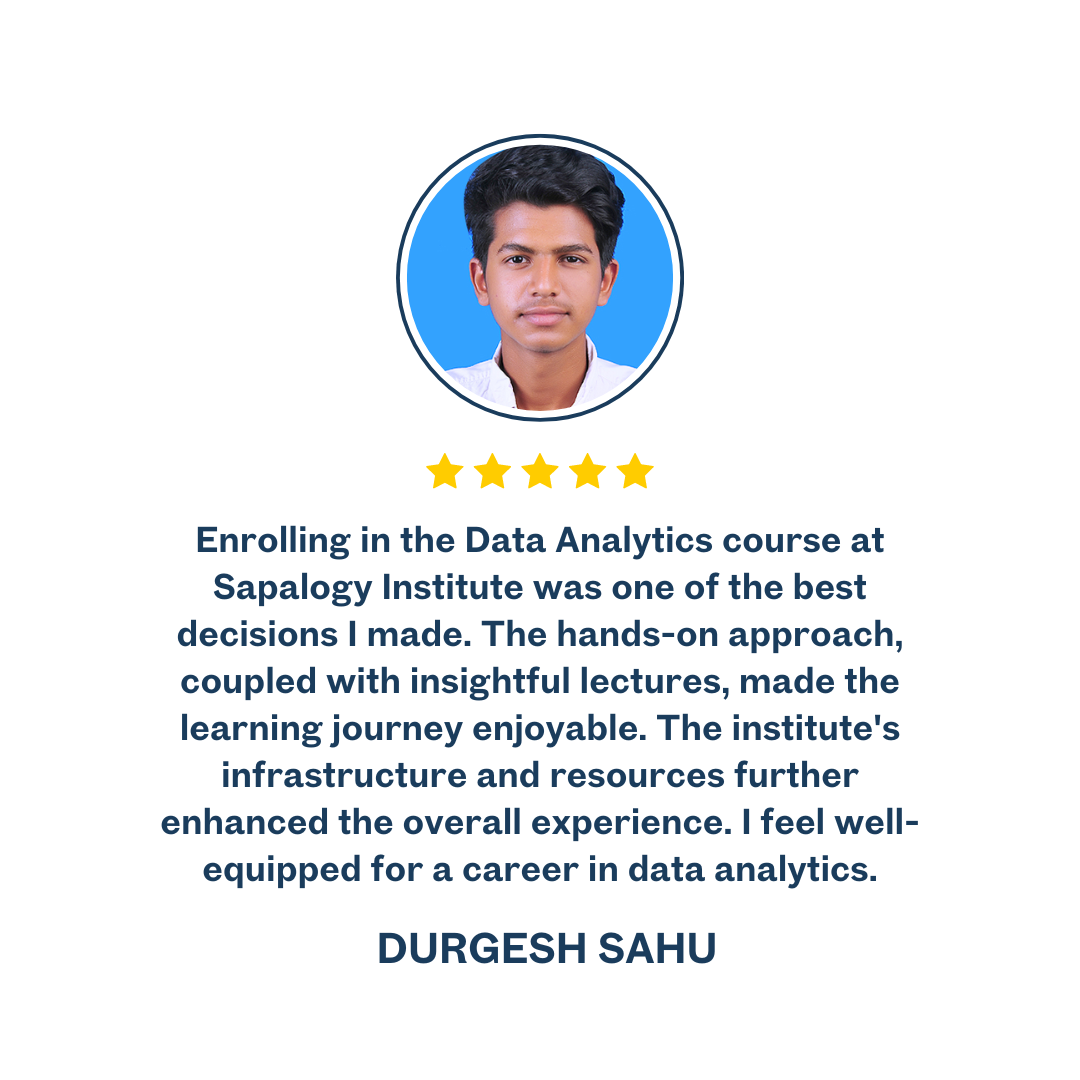 Enrolling in the Data Analytics course at
Sapalogy Institute was one of the best
decisions I made. The hands-on approach,
coupled with insightful lectures, made the
learning journey enjoyable. The institute's
infrastructure and resources further
enhanced the overall experience. I feel well-
equipped for a career in data analytics.
DURGESH SAHU